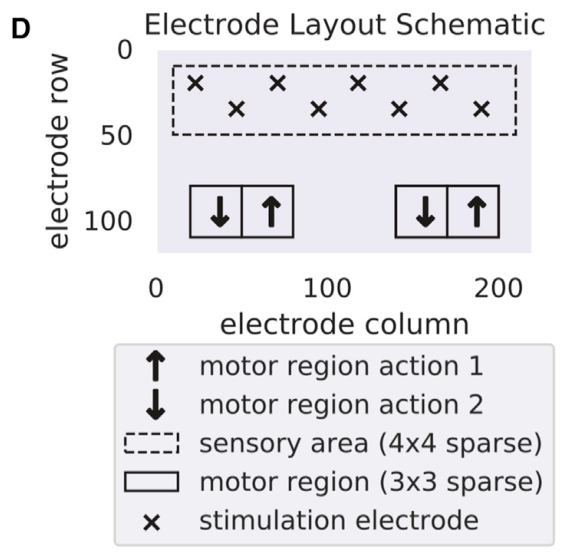 D
Electrode Layout Schematic
electrode row
0
50
100
0 100 200
electrode column
motor region action 1
motor region action 2
sensory area (4x4 sparse)
motor region (3x3 sparse)
stimulation electrode